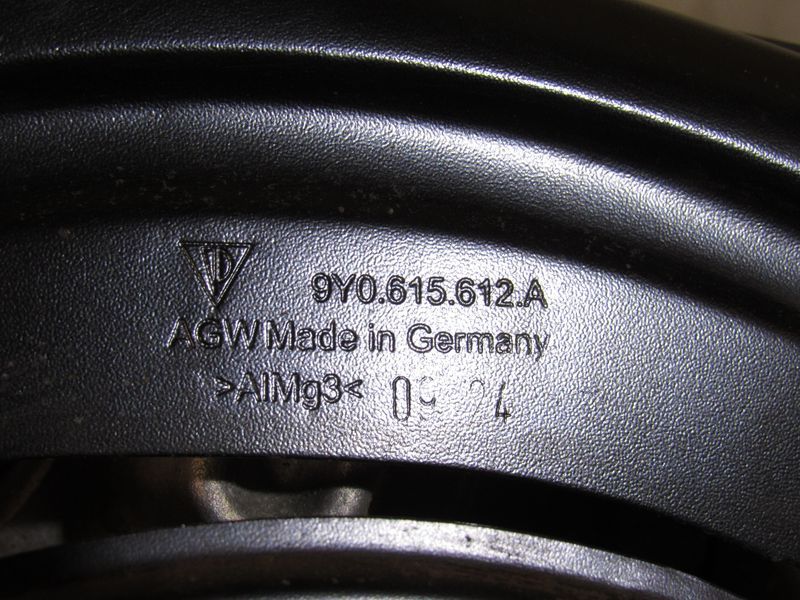 9Y0.615.612.A
AGW Made in Germany
>AlMg3<